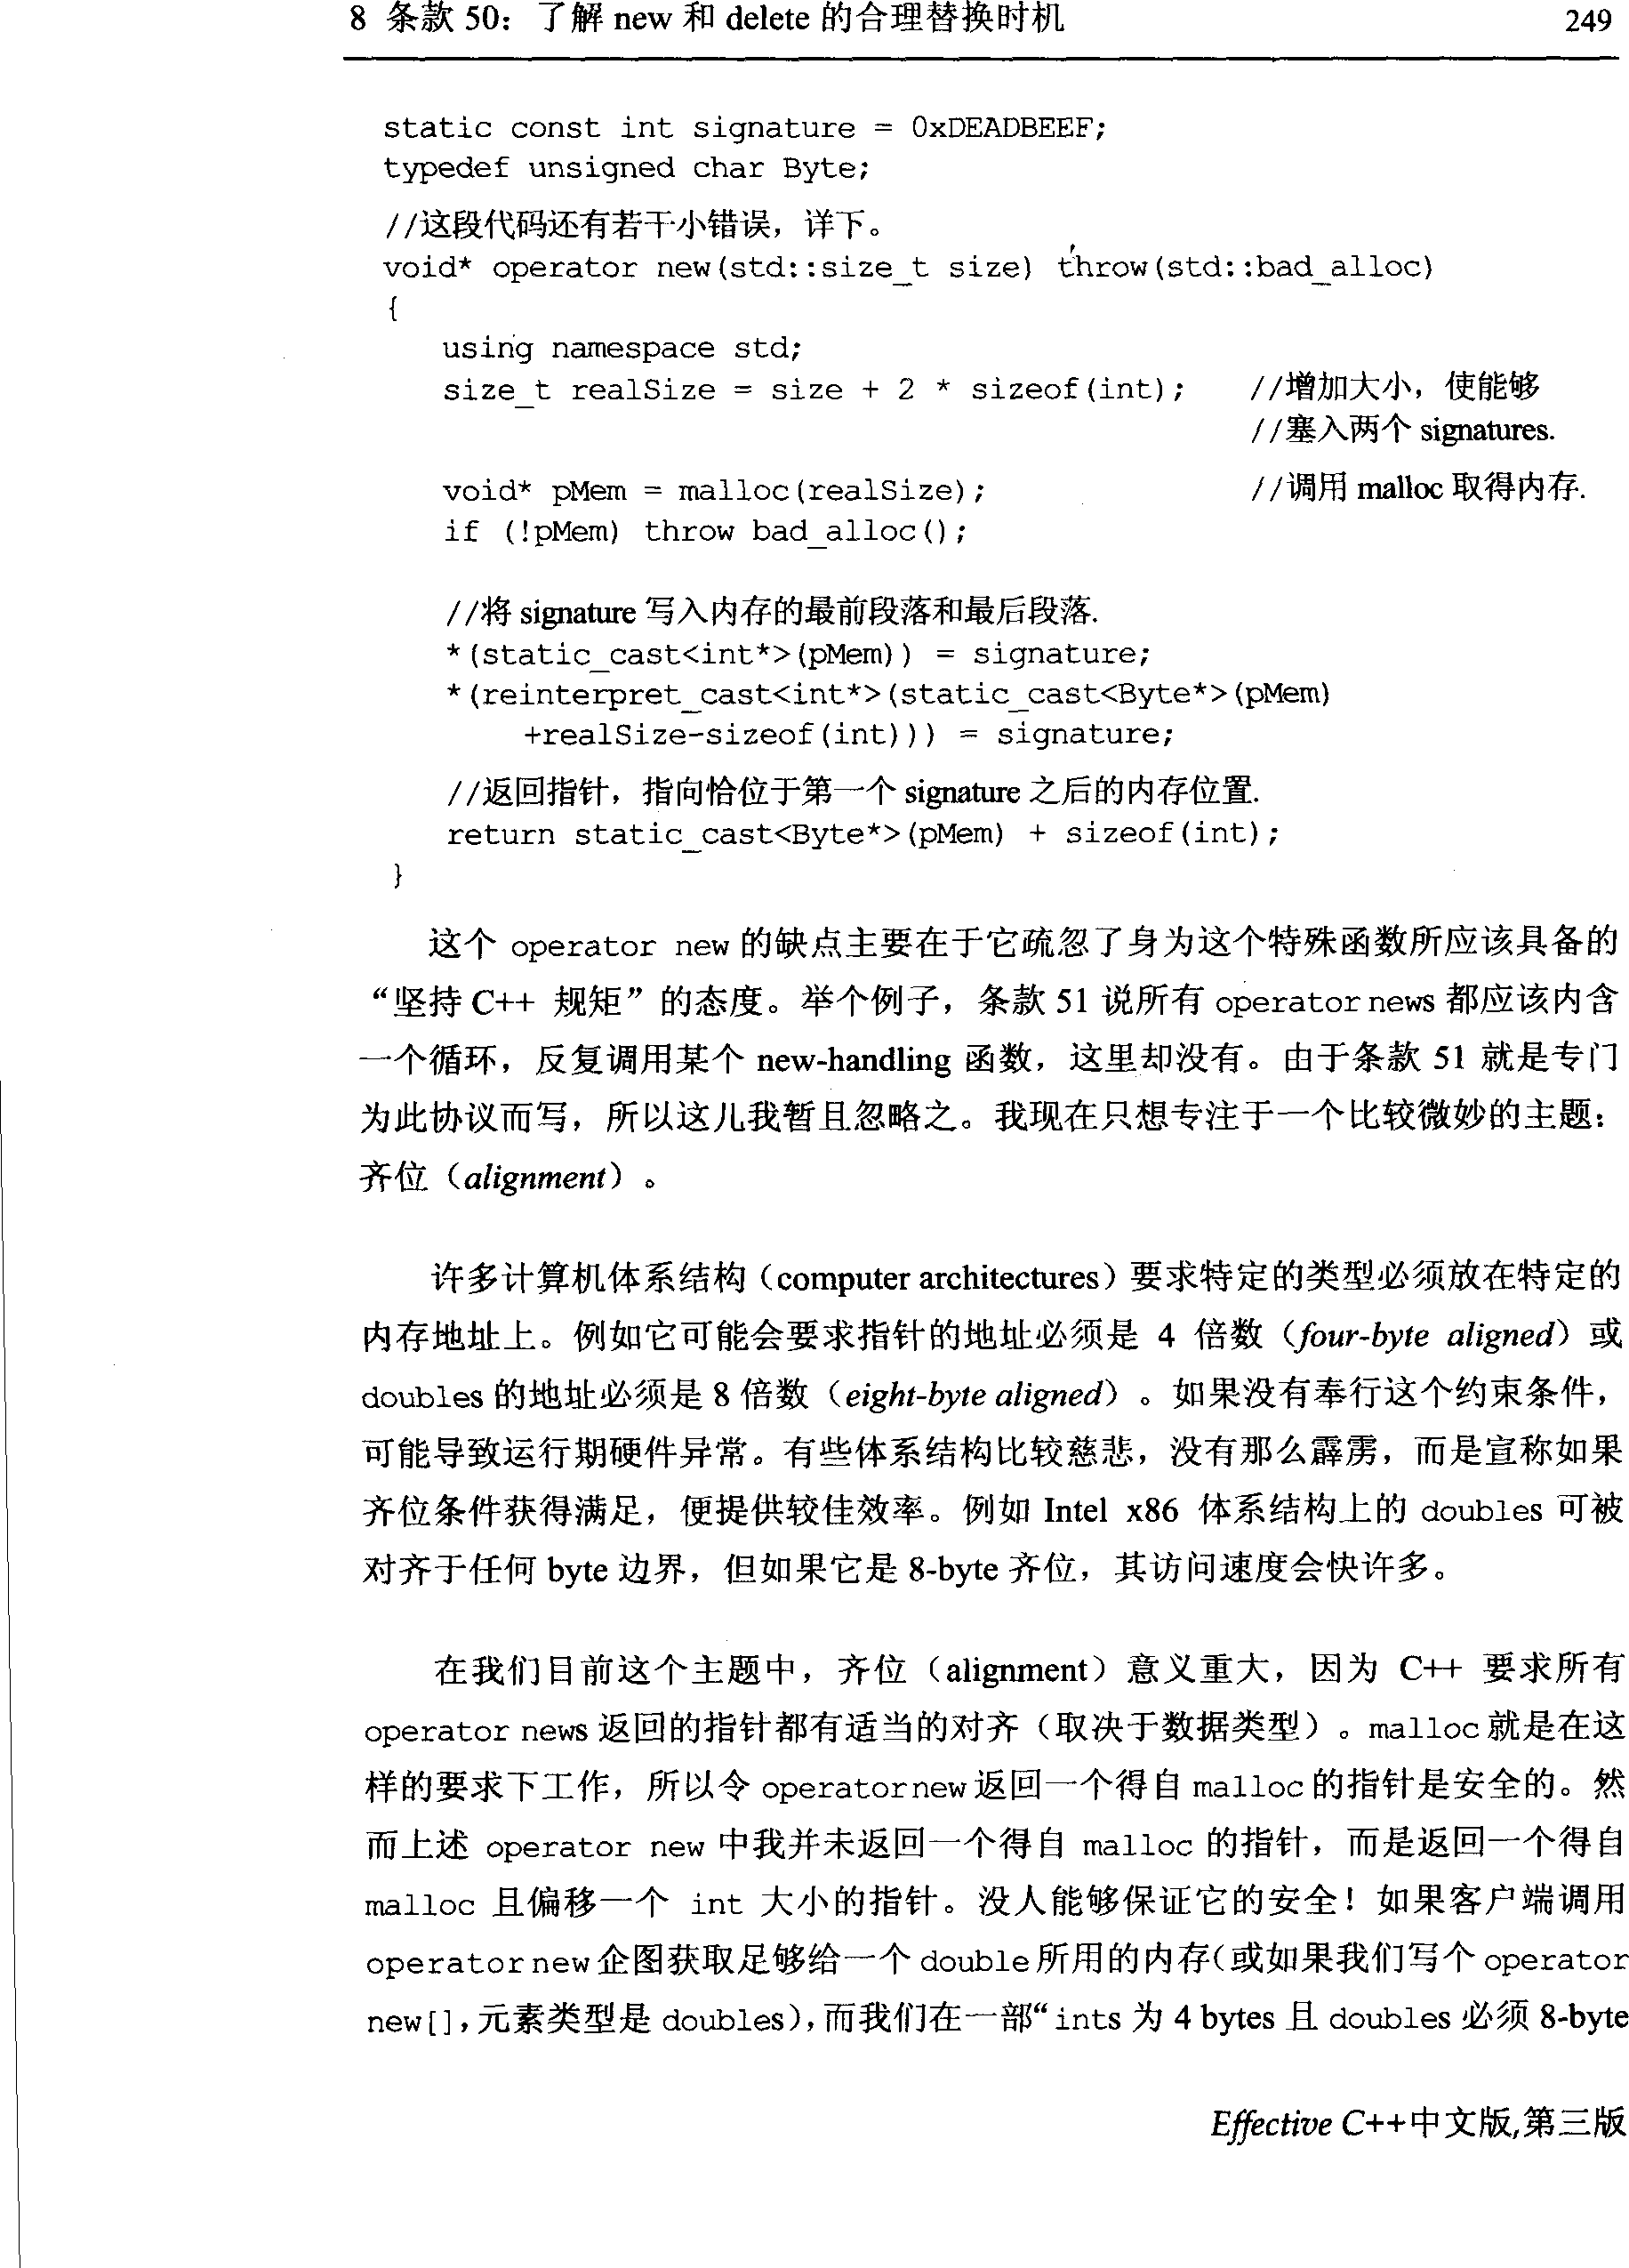 8 条款 50：了解 new 和 delete 的合理替换时机 249
static const int signature = 0xDEADBEEF;
typedef unsigned char Byte;
//这段代码还有若干小错误，详下。
void* operator new(std::size_t size) throw(std::bad_alloc)
{
using namespace std;
size_t realSize = size + 2 * sizeof(int); //增加大小，使能够
//塞入两个 signatures.
void* pMem = malloc(realSize); //调用 malloc 取得内存.
if (!pMem) throw bad_alloc();
//将 signature 写入内存的最前段落和最后段落.
*(static_cast<int*>(pMem)) = signature;
*(reinterpret_cast<int*>(static_cast<Byte*>(pMem)
+realSize-sizeof(int))) = signature;
//返回指针，指向恰位于第一个 signature 之后的内存位置.
return static_cast<Byte*>(pMem) + sizeof(int);
}
这个 operator new 的缺点主要在于它疏忽了身为这个特殊函数所应该具备的
“坚持 C++ 规矩”的态度。举个例子，条款 51 说所有 operator news 都应该内含
一个循环，反复调用某个 new-handling 函数，这里却没有。由于条款 51 就是专门
为此协议而写，所以这儿我暂且忽略之。我现在只想专注于一个比较微妙的主题：
齐位（alignment）。
许多计算机体系结构（computer architectures）要求特定的类型必须放在特定的
内存地址上。例如它可能会要求指针的地址必须是 4 倍数（four-byte aligned）或
doubles 的地址必须是 8 倍数（eight-byte aligned）。如果没有奉行这个约束条件，
可能导致运行期硬件异常。有些体系结构比较慈悲，没有那么霹雳，而是宣称如果
齐位条件获得满足，便提供较佳效率。例如 Intel x86 体系结构上的 doubles 可被
对齐于任何 byte 边界，但如果它是 8-byte 齐位，其访问速度会快许多。
在我们目前这个主题中，齐位（alignment）意义重大，因为 C++ 要求所有
operator news 返回的指针都有适当的对齐（取决于数据类型）。malloc 就是在这
样的要求下工作，所以令 operator new 返回一个得自 malloc 的指针是安全的。然
而上述 operator new 中我并未返回一个得自 malloc 的指针，而是返回一个得自
malloc 且偏移一个 int 大小的指针。没人能够保证它的安全！如果客户端调用
operator new 企图获取足够给一个 double 所用的内存（或如果我们写个 operator
new[]，元素类型是 doubles），而我们在一部“ints 为 4 bytes 且 doubles 必须 8-byte
Effective C++中文版,第三版